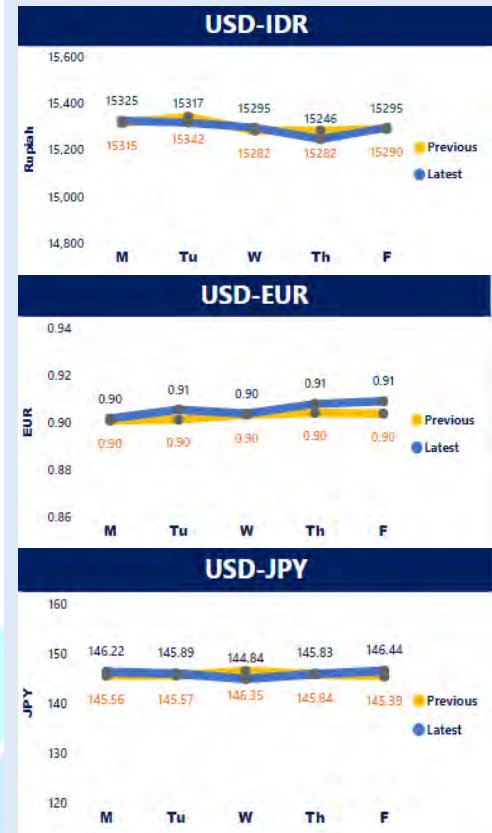 USD-IDR
15,600
15,400
15,200
15,000
14,800
Rupiah
15325 15317 15295 15246 15295
15315 15342 15282 15282 15290
Previous
Latest
M Tu W Th F
USD-EUR
0.94
0.92
0.90
0.88
0.86
EUR
0.90 0.91 0.90 0.91 0.91
0.90 0.90 0.90 0.90 0.90
Previous
Latest
M Tu W Th F
USD-JPY
160
150
140
130
120
JPY
146.22 145.89 144.84 145.83 146.44
145.56 145.57 146.35 145.84 145.39
Previous
Latest
M Tu W Th F